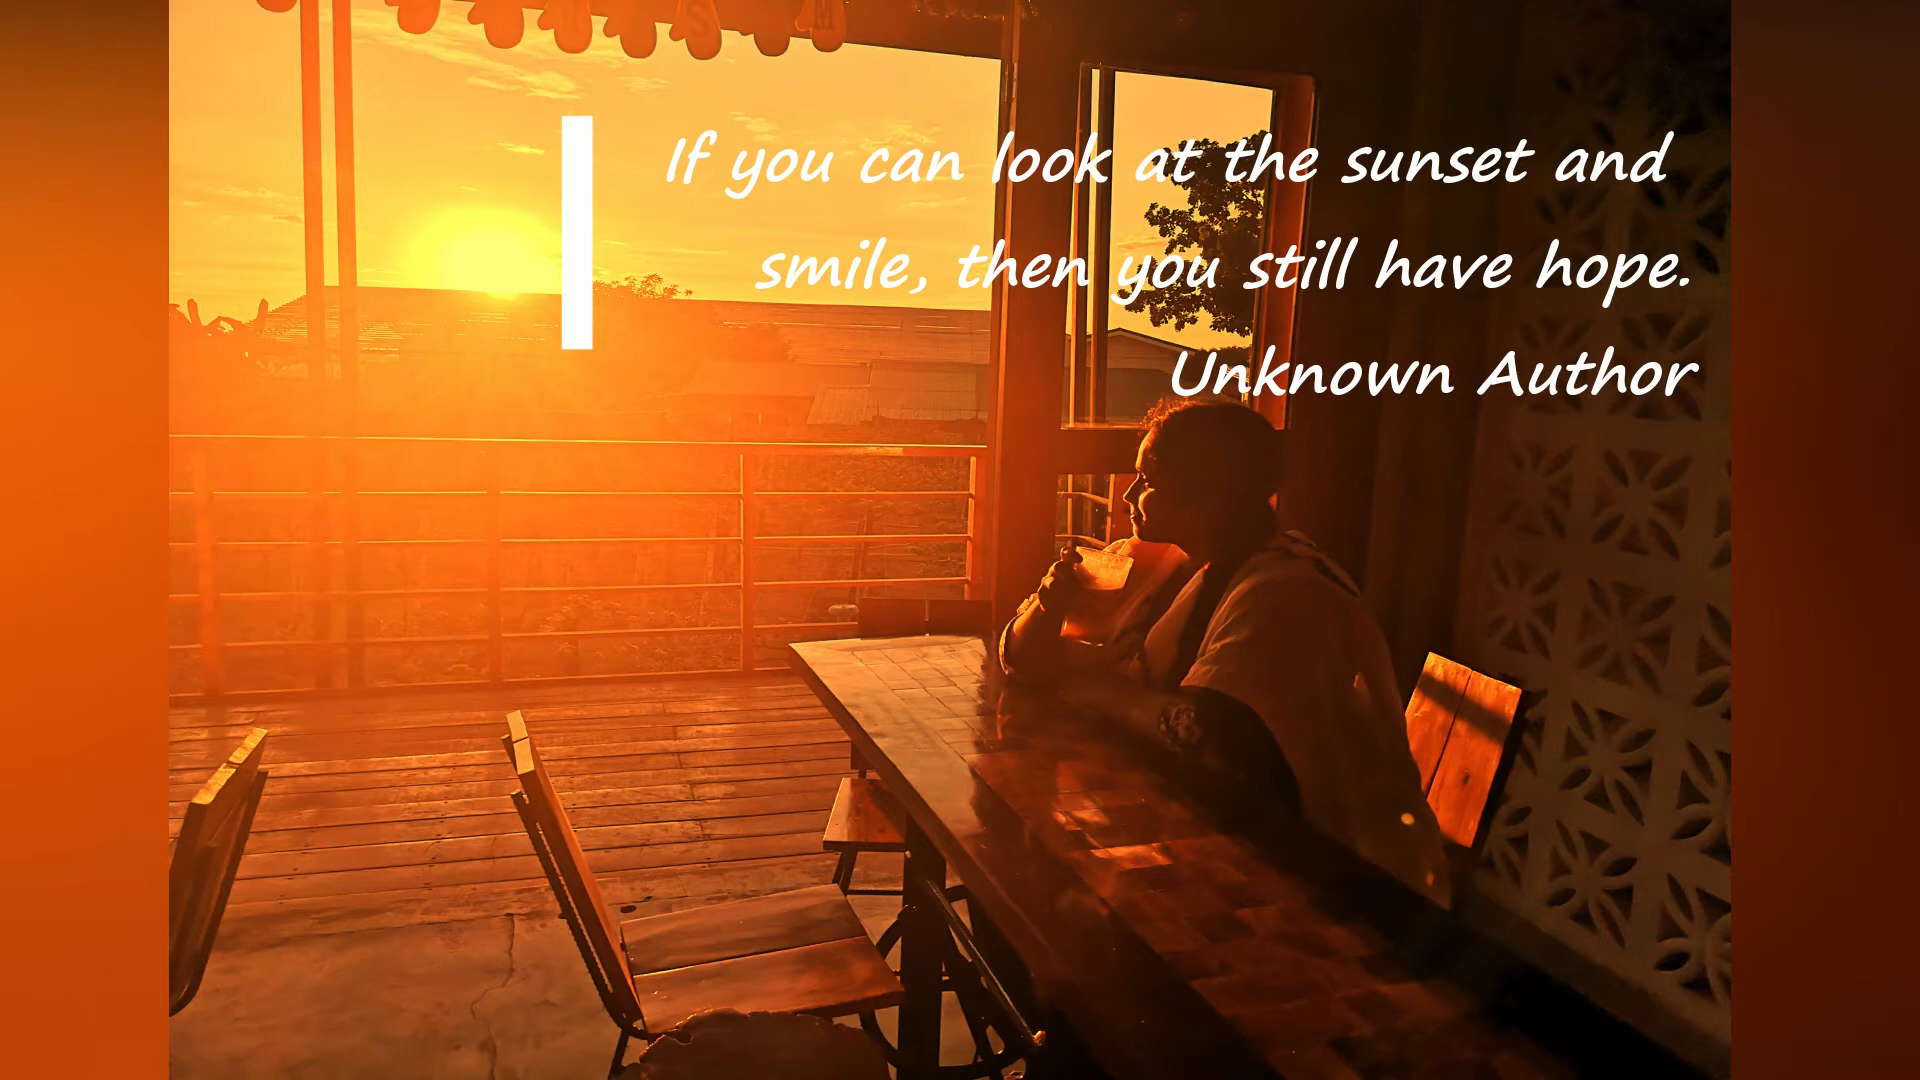 If you can look at the sunset and
smile, then you still have hope.
Unknown Author